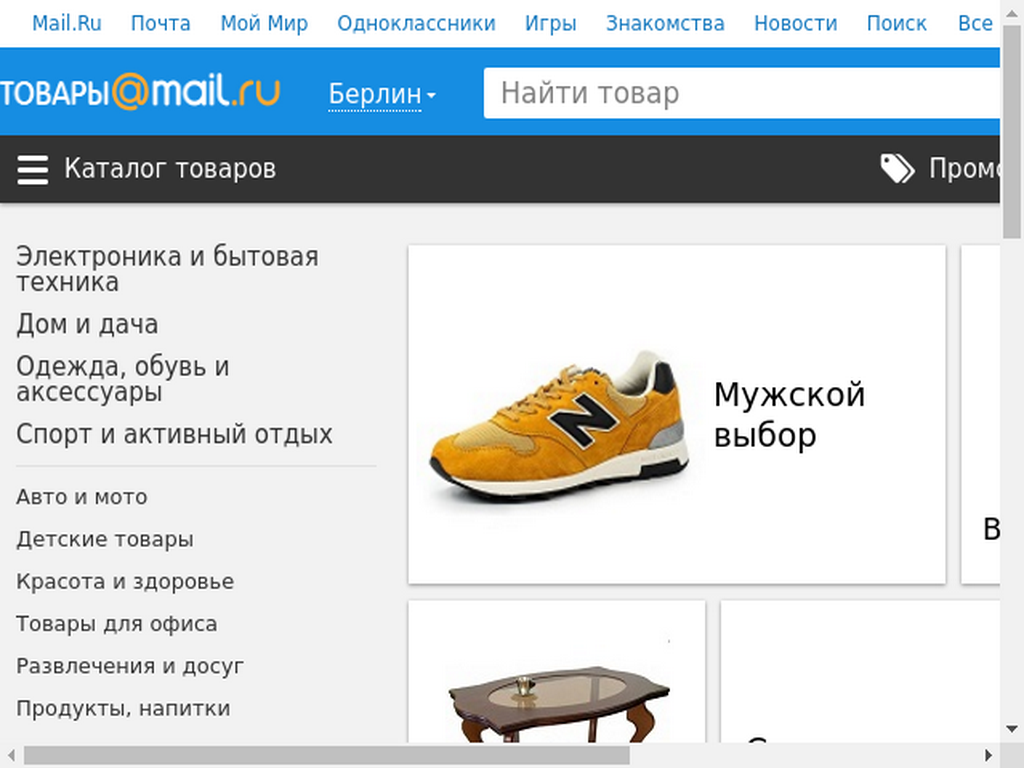 Mail.Ru Почта Мой Мир Одноклассники Игры Знакомства Новости Поиск Все
ТОВАРЫ@mail.ru Берлин Найти товар
Каталог товаров
Электроника и бытовая
техника
Дом и дача
Одежда, обувь и
аксессуары
Спорт и активный отдых
Авто и мото
Детские товары
Красота и здоровье
Товары для офиса
Развлечения и досуг
Продукты, напитки
N
Мужской
выбор